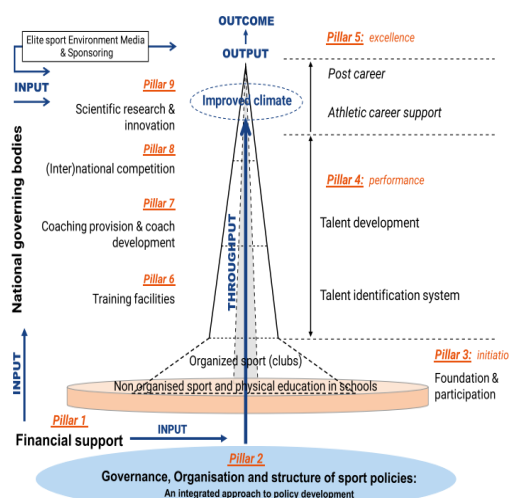 OUTCOME
OUTPUT
Elite sport Environment Media
& Sponsoring
INPUT
Pillar 5: excellence
Post career
Athletic career support
Pillar 9
Scientific research &
innovation
Improved climate
Pillar 8
(Inter)national competition
Pillar 4: performance
Pillar 7
Coaching provision & coach
development
Talent development
THROUGHPUT
National governing bodies
Pillar 6
Training facilities
Talent identification system
INPUT
Organized sport (clubs)
Pillar 3: initiatio
Foundation &
participation
Non organised sport and physical education in schools
Pillar 1
Financial support
INPUT
Pillar 2
Governance, Organisation and structure of sport policies:
An integrated approach to policy development